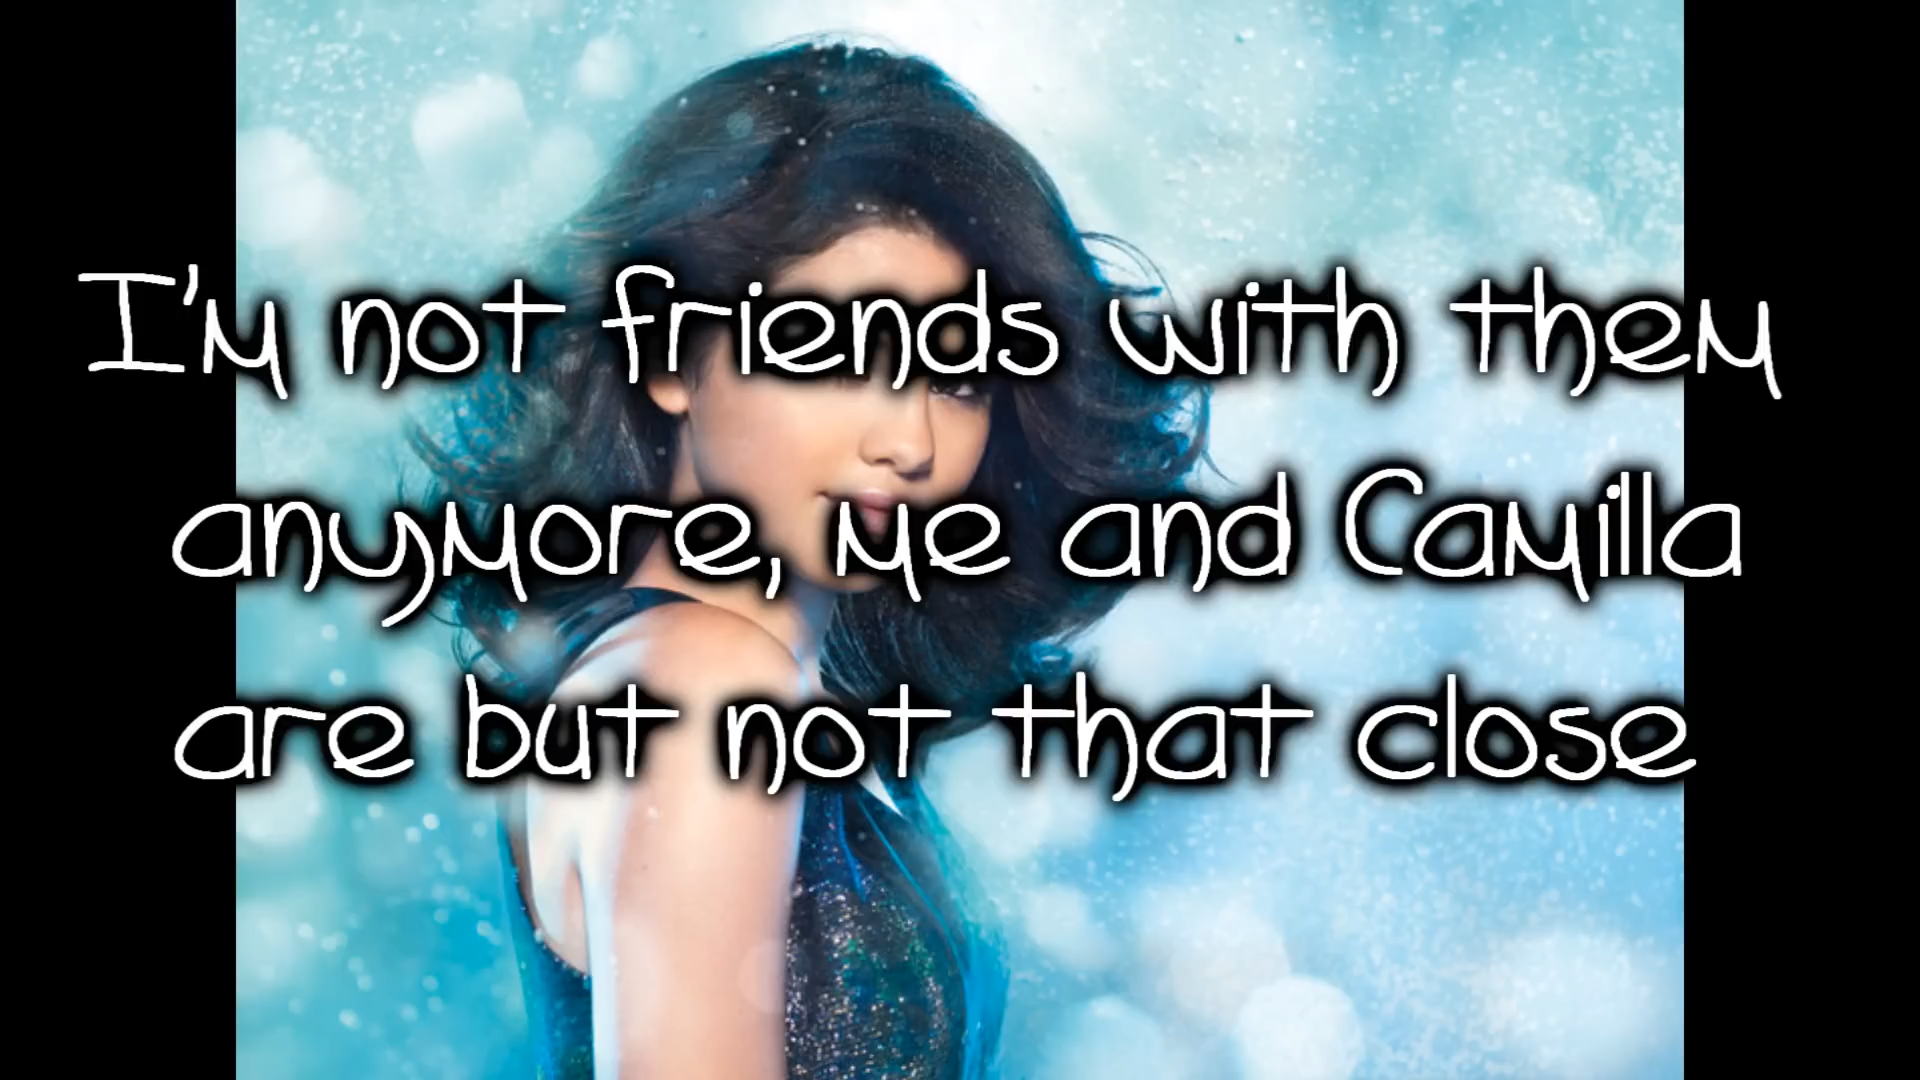 I'm not friends with them
anymore, me and Camilla
are but not that close